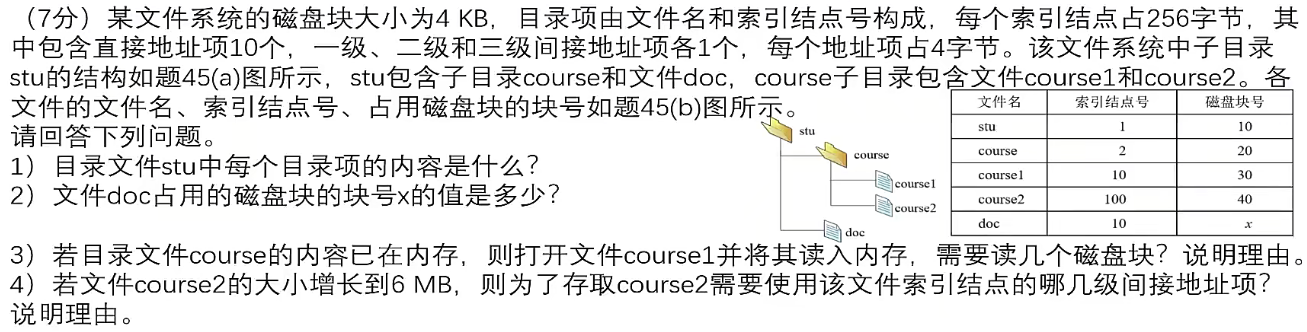 （7分）某文件系统的磁盘块大小为4 KB，目录项由文件名和索引结点号构成，每个索引结点占256字节，其
中包含直接地址项10个，一级、二级和三级间接地址项各1个，每个地址项占4字节。该文件系统中子目录
stu的结构如题45(a)图所示，stu包含子目录course和文件doc，course子目录包含文件course1和course2。各
文件的文件名、索引结点号、占用磁盘块的块号如题45(b)图所示。
请回答下列问题。
1）目录文件stu中每个目录项的内容是什么？
2）文件doc占用的磁盘块的块号x的值是多少？
stu
course
course1
course2
doc
文件名 索引结点号 磁盘块号
stu 1 10
course 2 20
course1 10 30
course2 100 40
doc 10 x
3）若目录文件course的内容已在内存，则打开文件course1并将其读入内存，需要读几个磁盘块？说明理由。
4）若文件course2的大小增长到6 MB，则为了存取course2需要使用该文件索引结点的哪几级间接地址项？
说明理由。